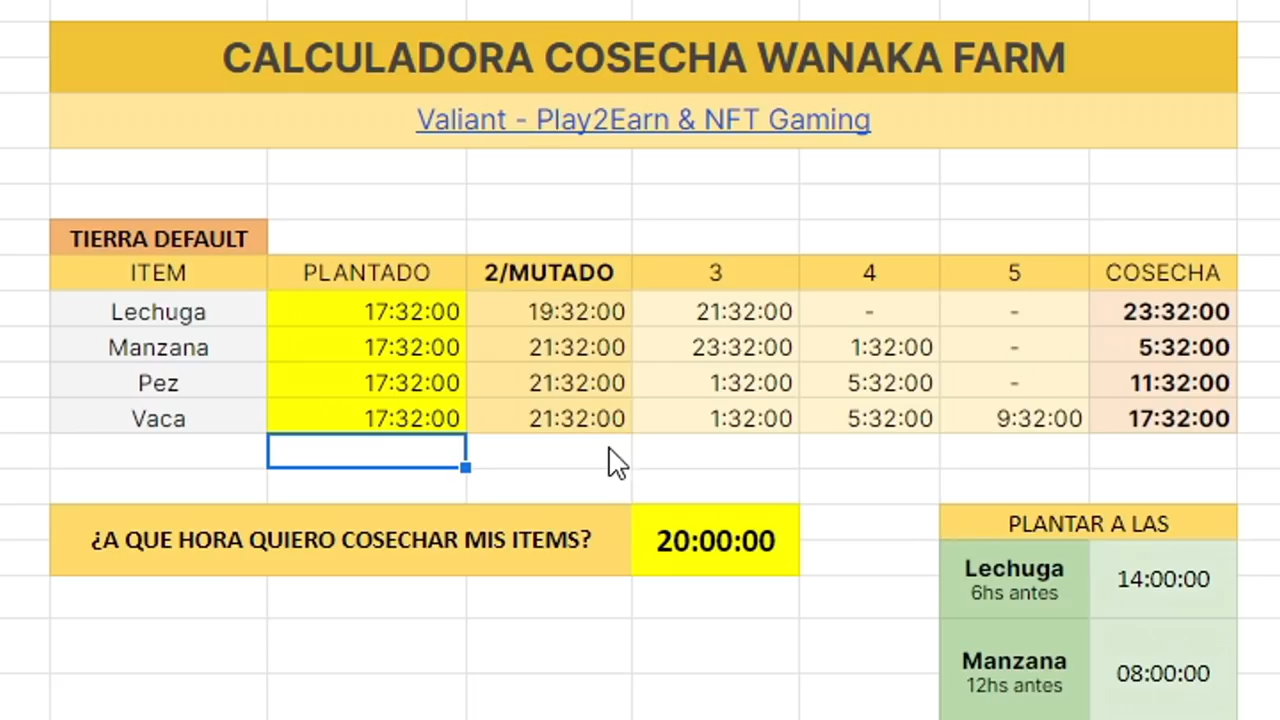 CALCULADORA COSECHA WANAKA FARM
Valiant - Play2Earn & NFT Gaming
TIERRA DEFAULT
ITEM PLANTADO 2/MUTADO 3 4 5 COSECHA
Lechuga 17:32:00 19:32:00 21:32:00 - - 23:32:00
Manzana 17:32:00 21:32:00 23:32:00 1:32:00 - 5:32:00
Pez 17:32:00 21:32:00 1:32:00 5:32:00 - 11:32:00
Vaca 17:32:00 21:32:00 1:32:00 5:32:00 9:32:00 17:32:00
¿A QUE HORA QUIERO COSECHAR MIS ITEMS? 20:00:00
PLANTAR A LAS
Lechuga 14:00:00
6hs antes
Manzana 08:00:00
12hs antes